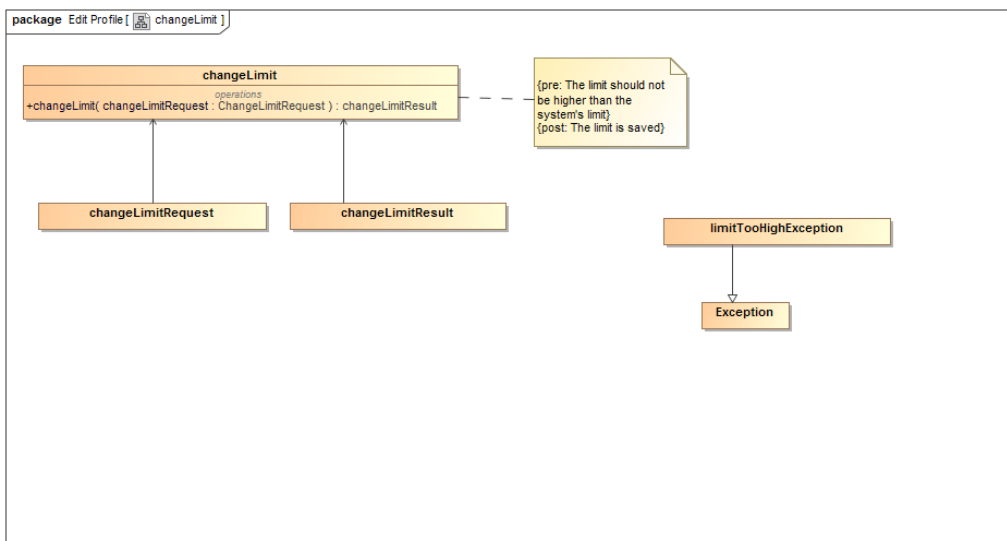 package Edit Profile [ changeLimit ]
changeLimit
operations
+changeLimit( changeLimitRequest : ChangeLimitRequest ) : changeLimitResult
{pre: The limit should not
be higher than the
system's limit}
{post: The limit is saved}
changeLimitRequest
changeLimitResult
limitTooHighException
Exception